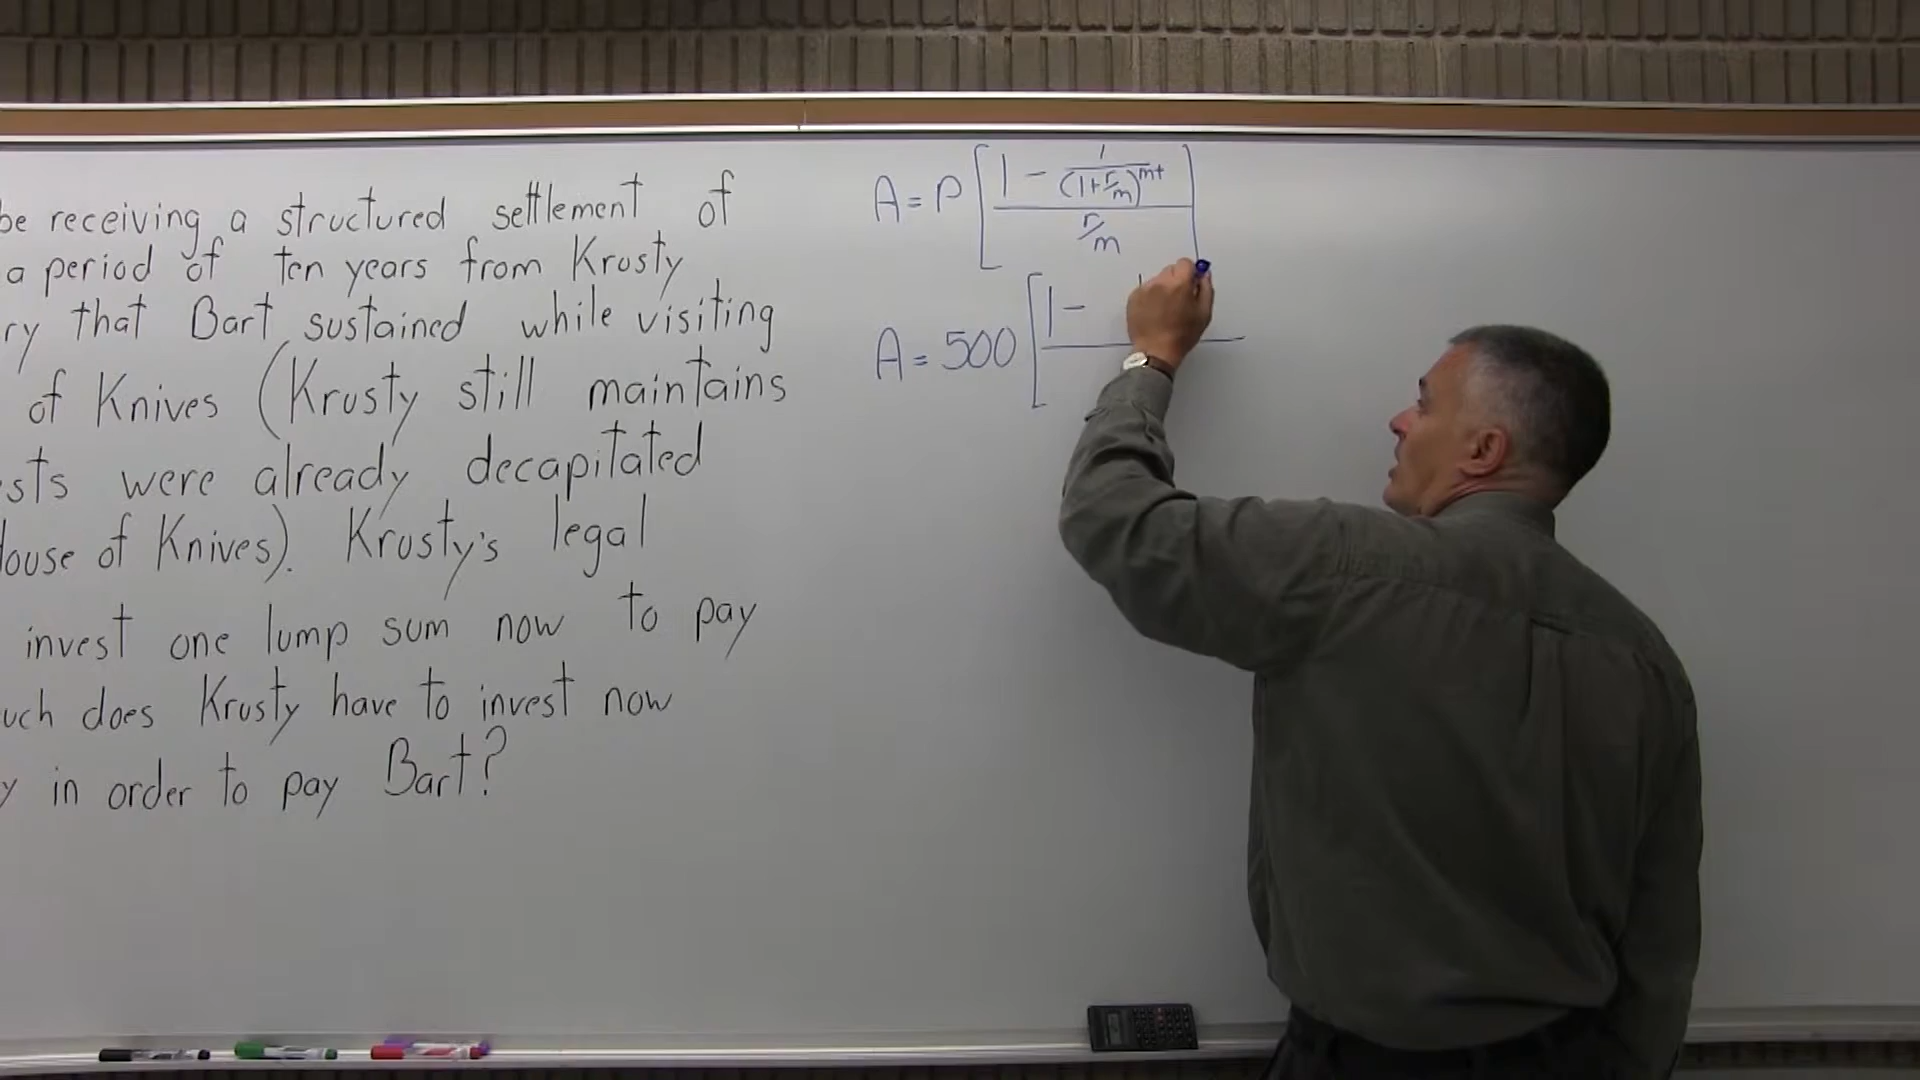 be receiving a structured settlement of
a period of ten years from Krusty
ry that Bart sustained while visiting
of Knives (Krusty still maintains
sts were already decapitated
House of Knives). Krusty's legal
invest one lump sum now to pay
uch does Krusty have to invest now
y in order to pay Bart?
A = P [ 1 - 1/(1+r/m)^mt / r/m ]
A = 500 [ 1 -